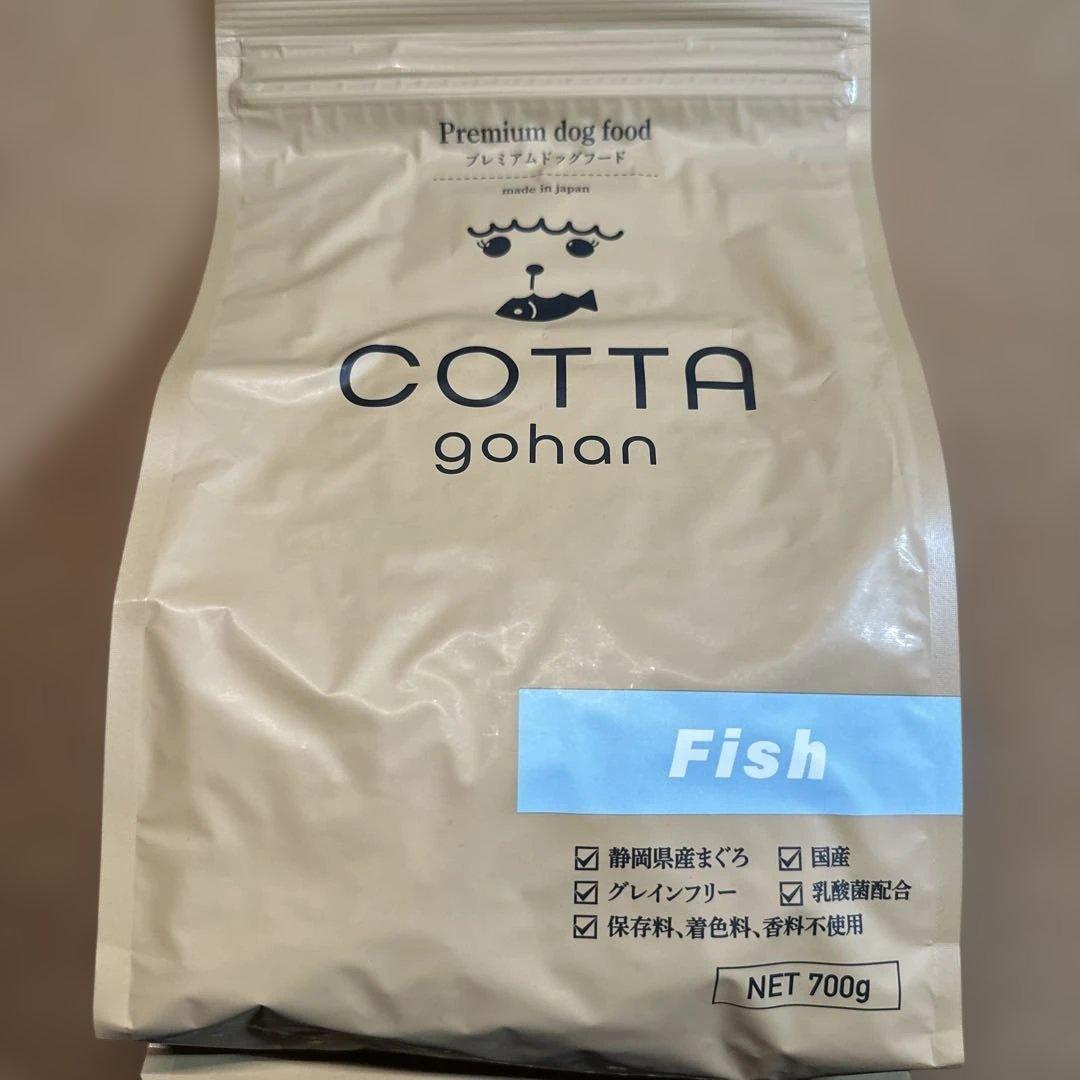 Premium dog food
プレミアムドッグフード
made in japan
COTTA
gohan
Fish
静岡県産まぐろ 国産
グレインフリー 乳酸菌配合
保存料、着色料、香料不使用
NET 700g